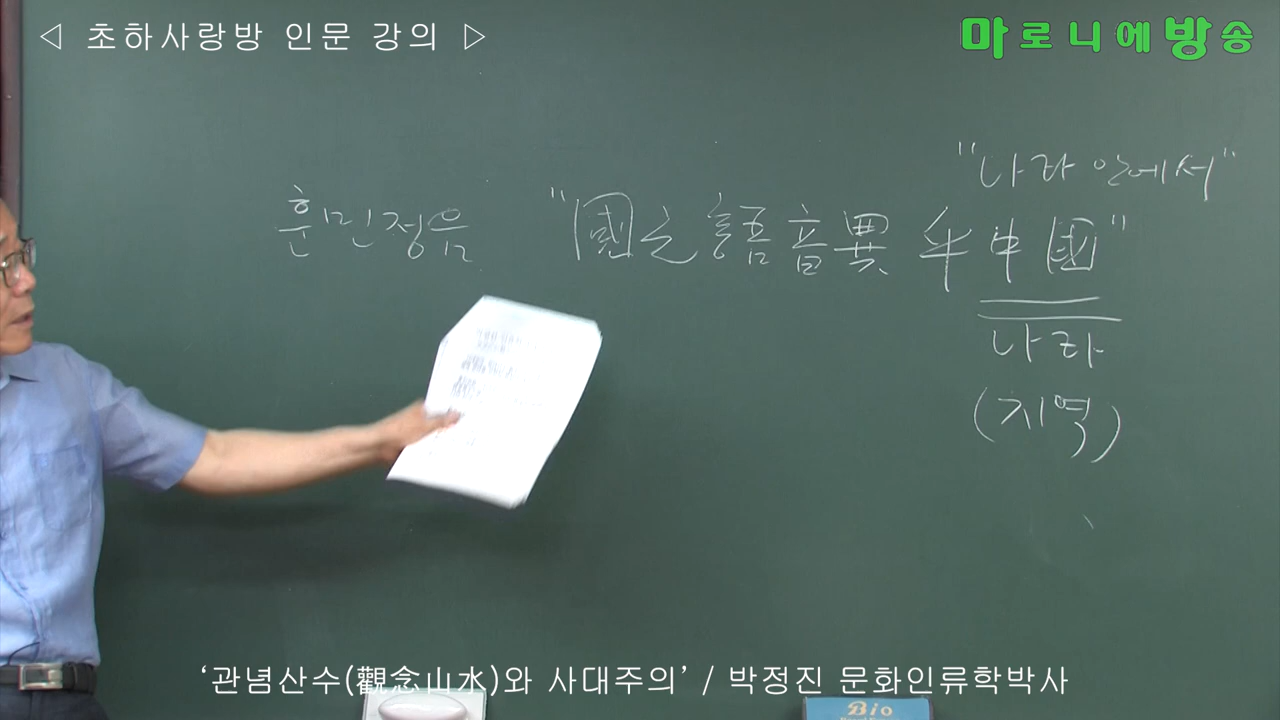 ◁ 초하사랑방 인문 강의 ▷
마로니에방송
"나라 안에서"
훈민정음 "國之語音異乎中國"
나라
(지역)
‘관념산수(觀念山水)와 사대주의’ / 박정진 문화인류학박사
Bio